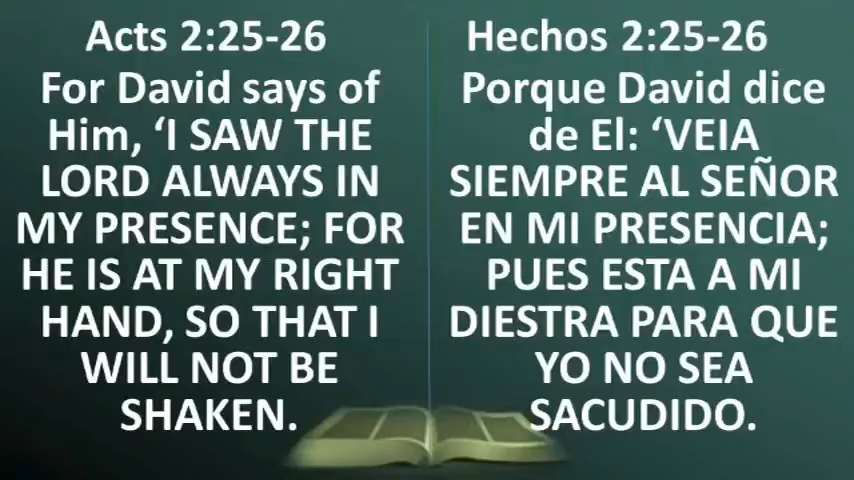 Acts 2:25-26
For David says of
Him, ‘I SAW THE
LORD ALWAYS IN
MY PRESENCE; FOR
HE IS AT MY RIGHT
HAND, SO THAT I
WILL NOT BE
SHAKEN.
Hechos 2:25-26
Porque David dice
de El: ‘VEIA
SIEMPRE AL SEÑOR
EN MI PRESENCIA;
PUES ESTA A MI
DIESTRA PARA QUE
YO NO SEA
SACUDIDO.